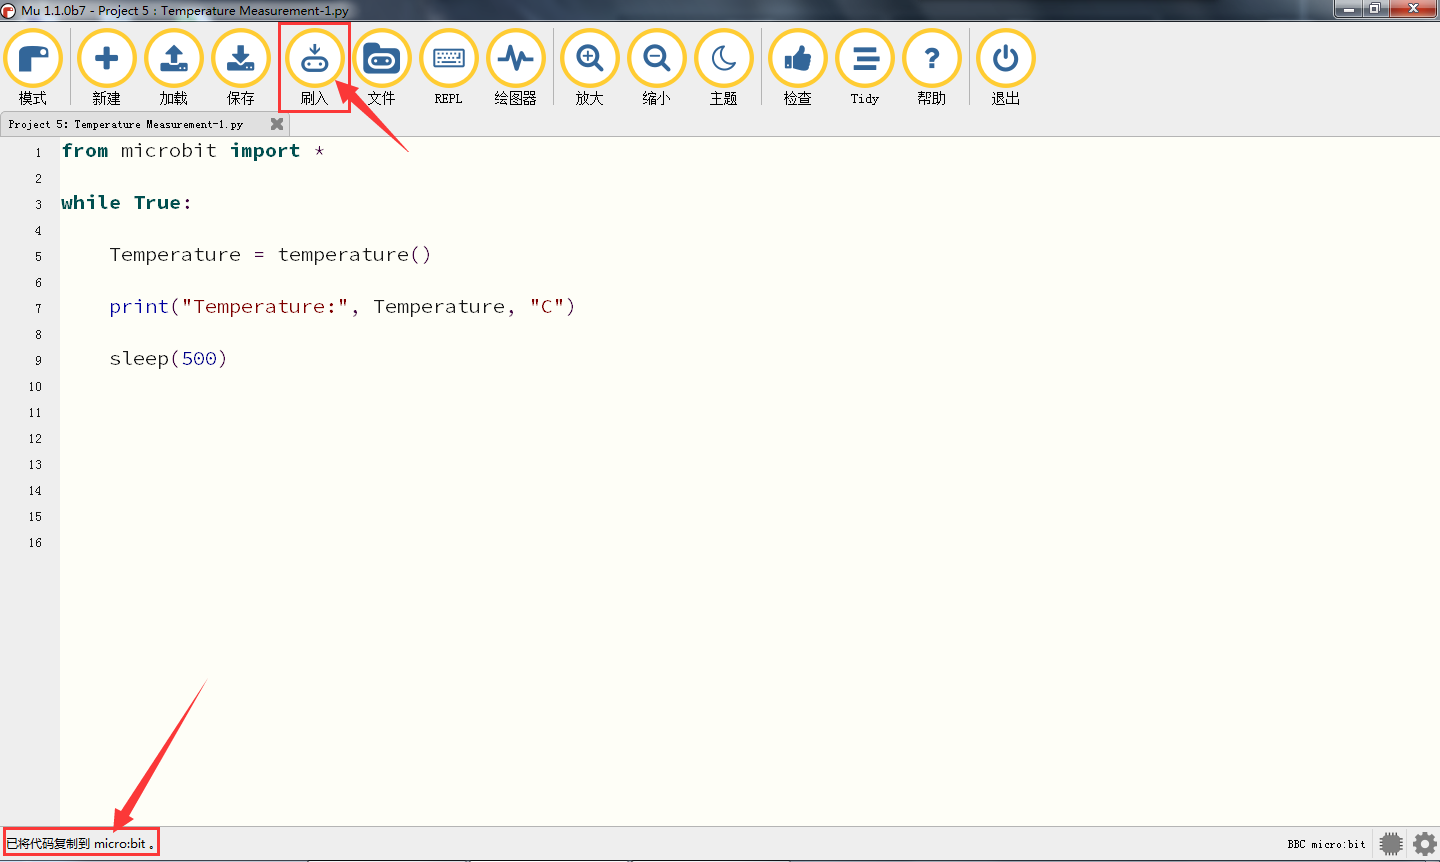 Mu 1.1.0b7 - Project 5 : Temperature Measurement-1.py
模式 新建 加载 保存 刷入 文件 REPL 绘图器 放大 缩小 主题 检查 Tidy 帮助 退出
Project 5: Temperature Measurement-1.py
1 from microbit import *
2
3 while True:
4
5 Temperature = temperature()
6
7 print("Temperature:", Temperature, "C")
8
9 sleep(500)
10
11
12
13
14
15
16
已将代码复制到 micro:bit 。
BBC micro:bit